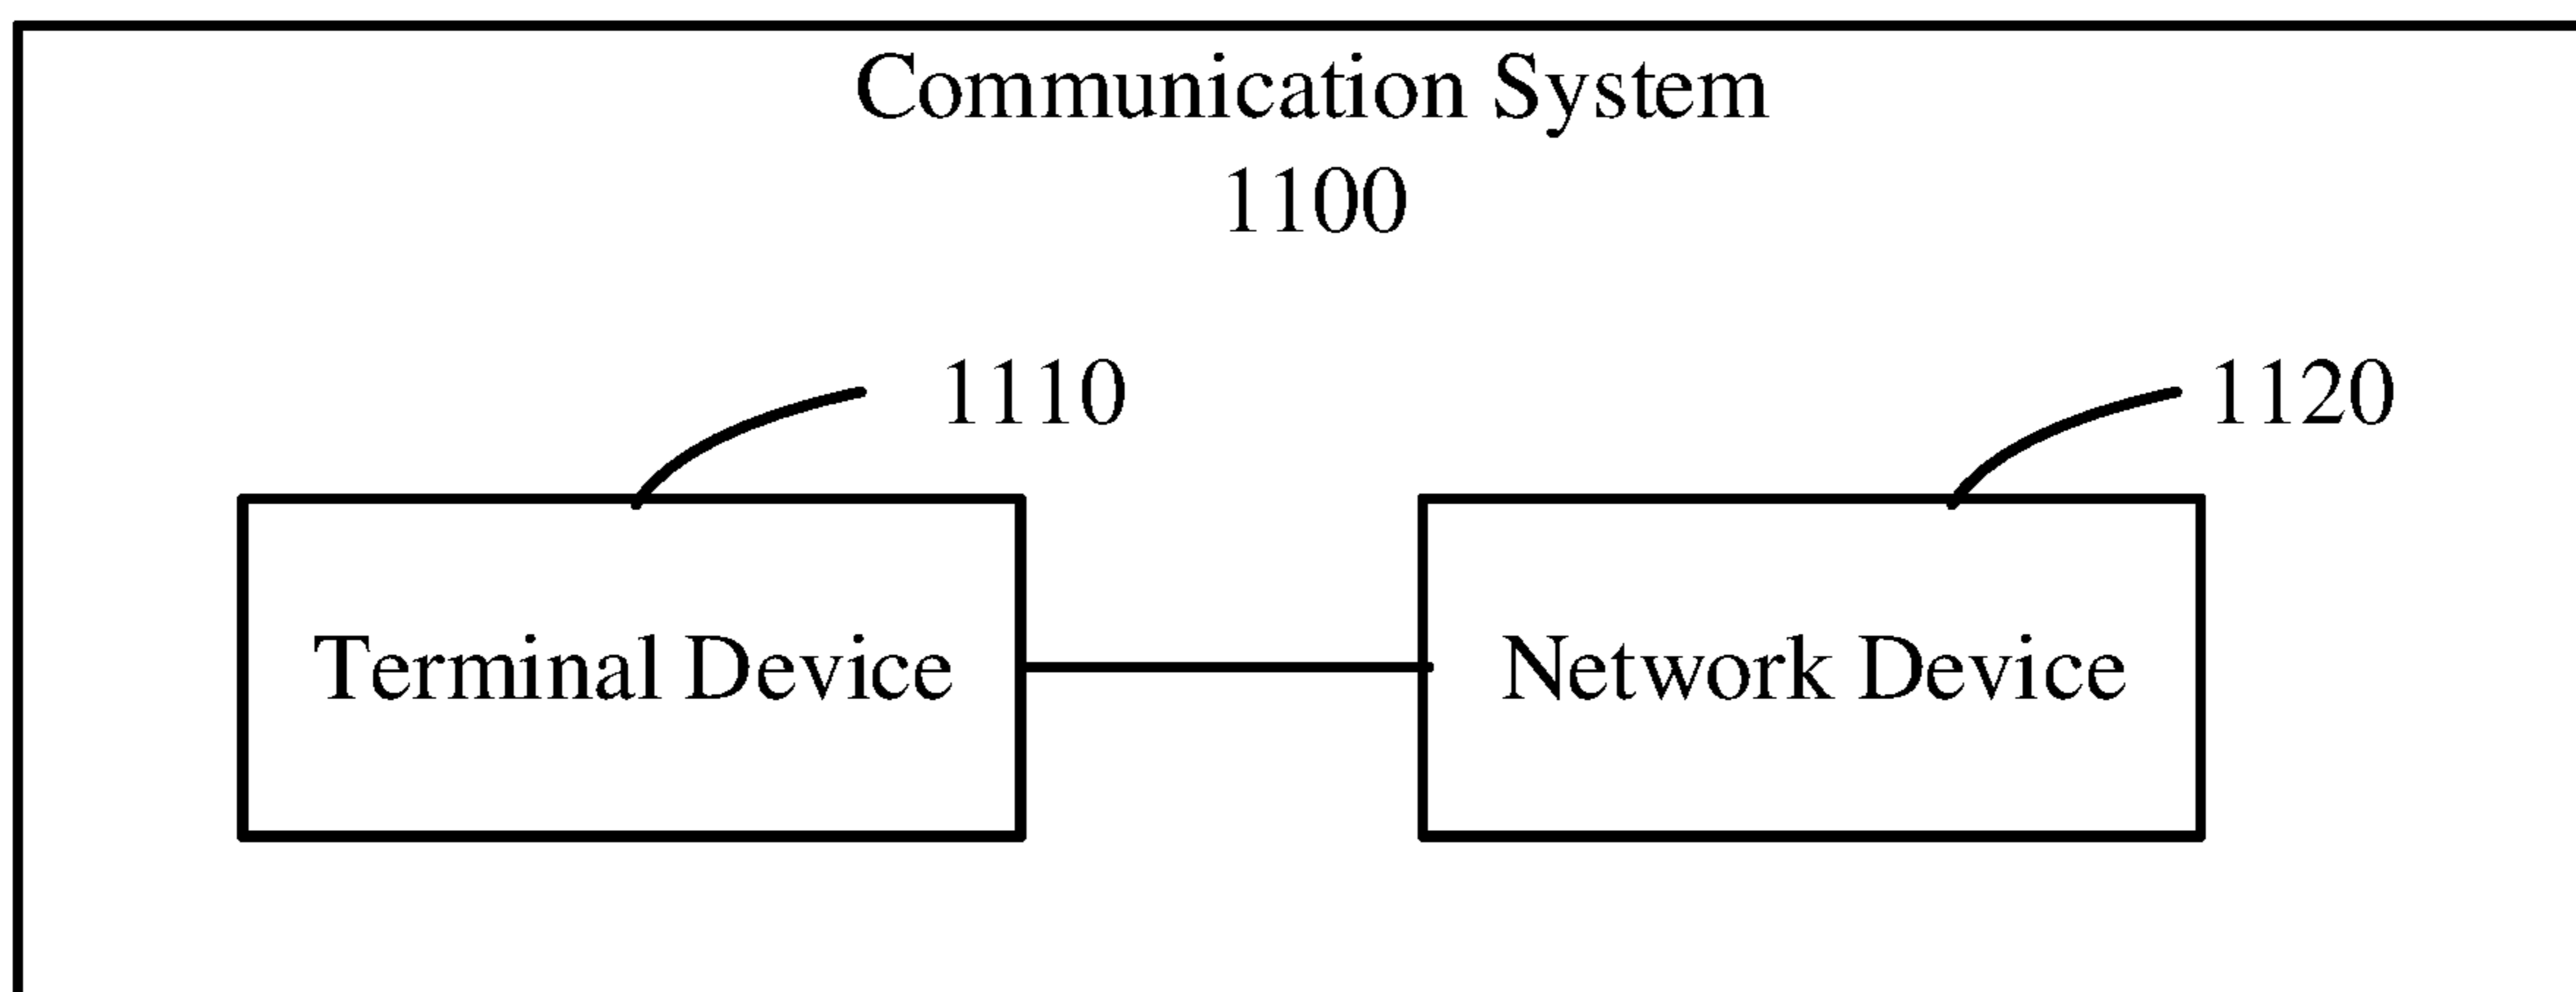 Communication System
1100
1110
1120
Terminal Device
Network Device